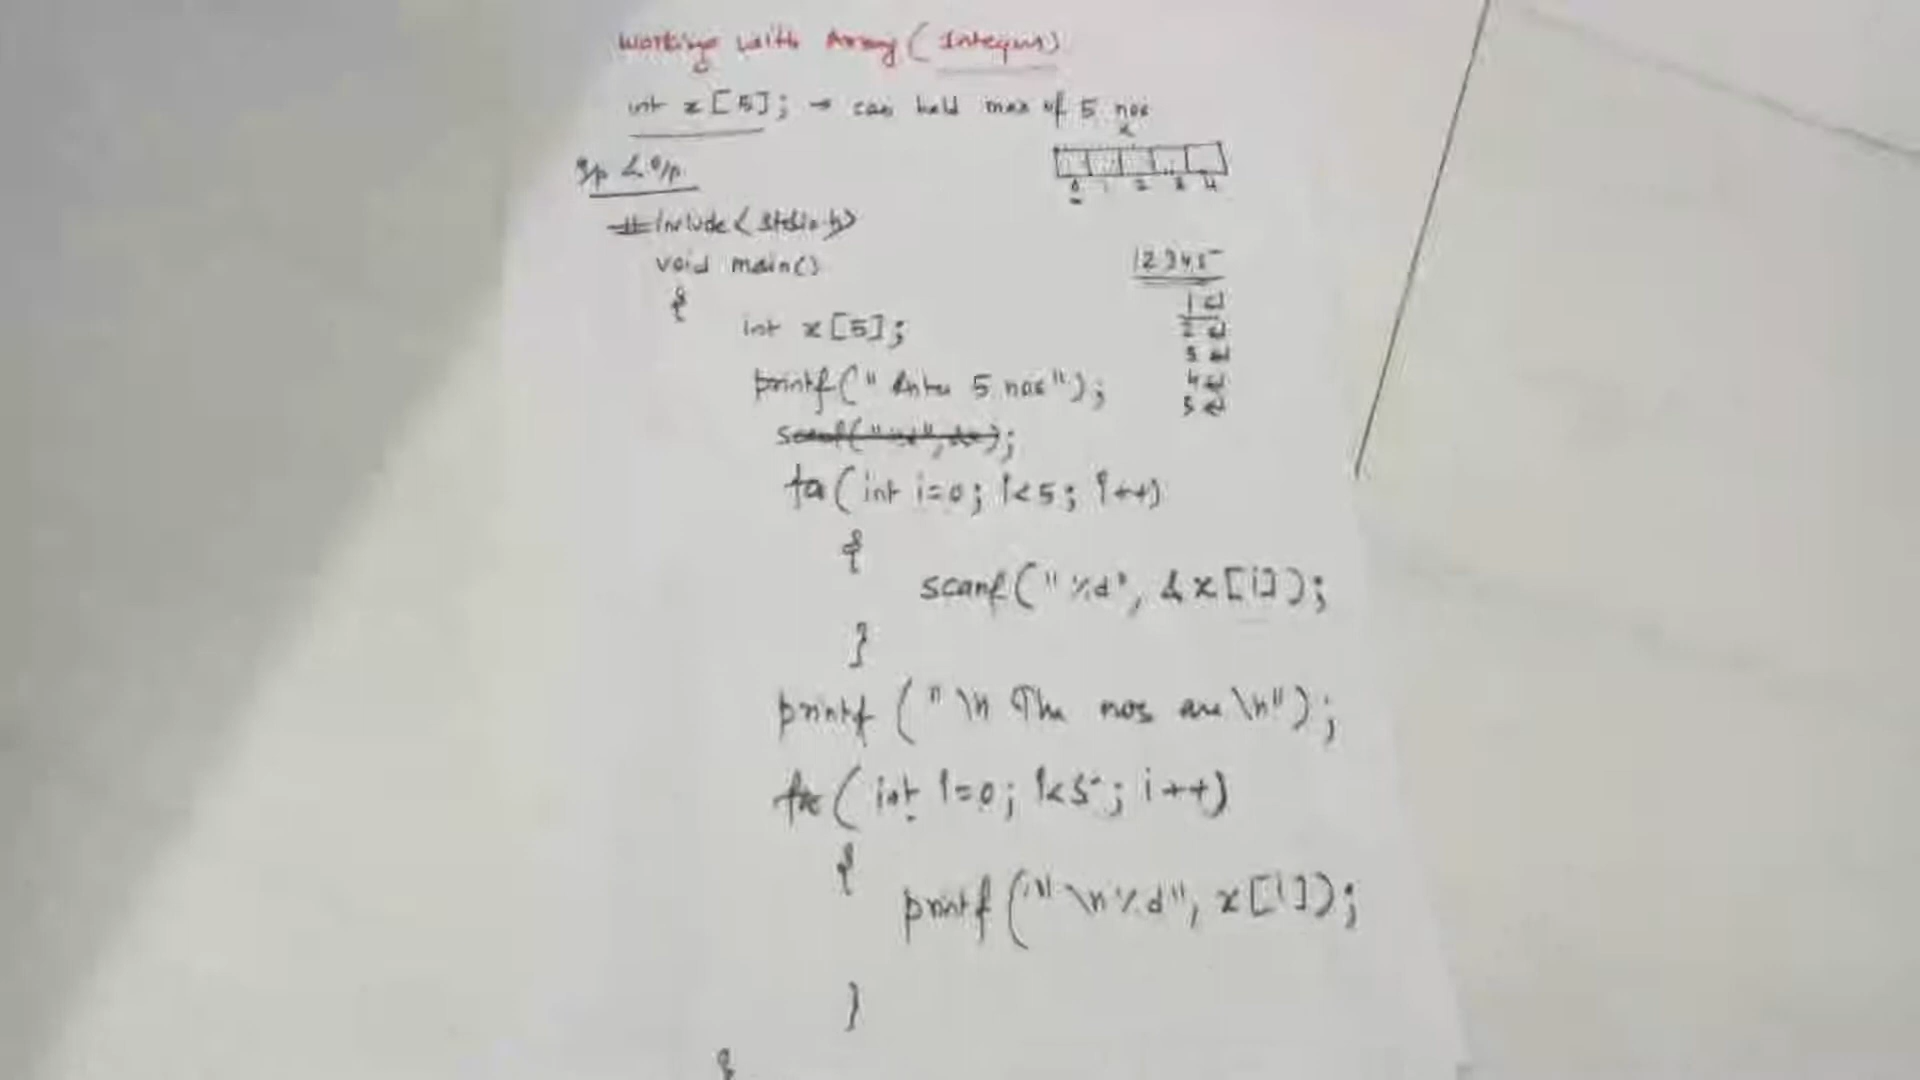 Working with Array (Integers)
int x[5]; → can hold max of 5 nos
x
0 1 2 3 4
I/p & O/p
#include<stdio.h>
void main()
12345
{
1 ↵
int x[5];
2 ↵
3 ↵
printf(" Enter 5 nos");
4 ↵
5 ↵
scanf("%d", &x);
for(int i=0; i<5; i++)
{
scanf("%d", &x[i]);
}
printf("\n The nos are \n");
for(int i=0; i<5; i++)
{
printf("\n%d", x[i]);
}